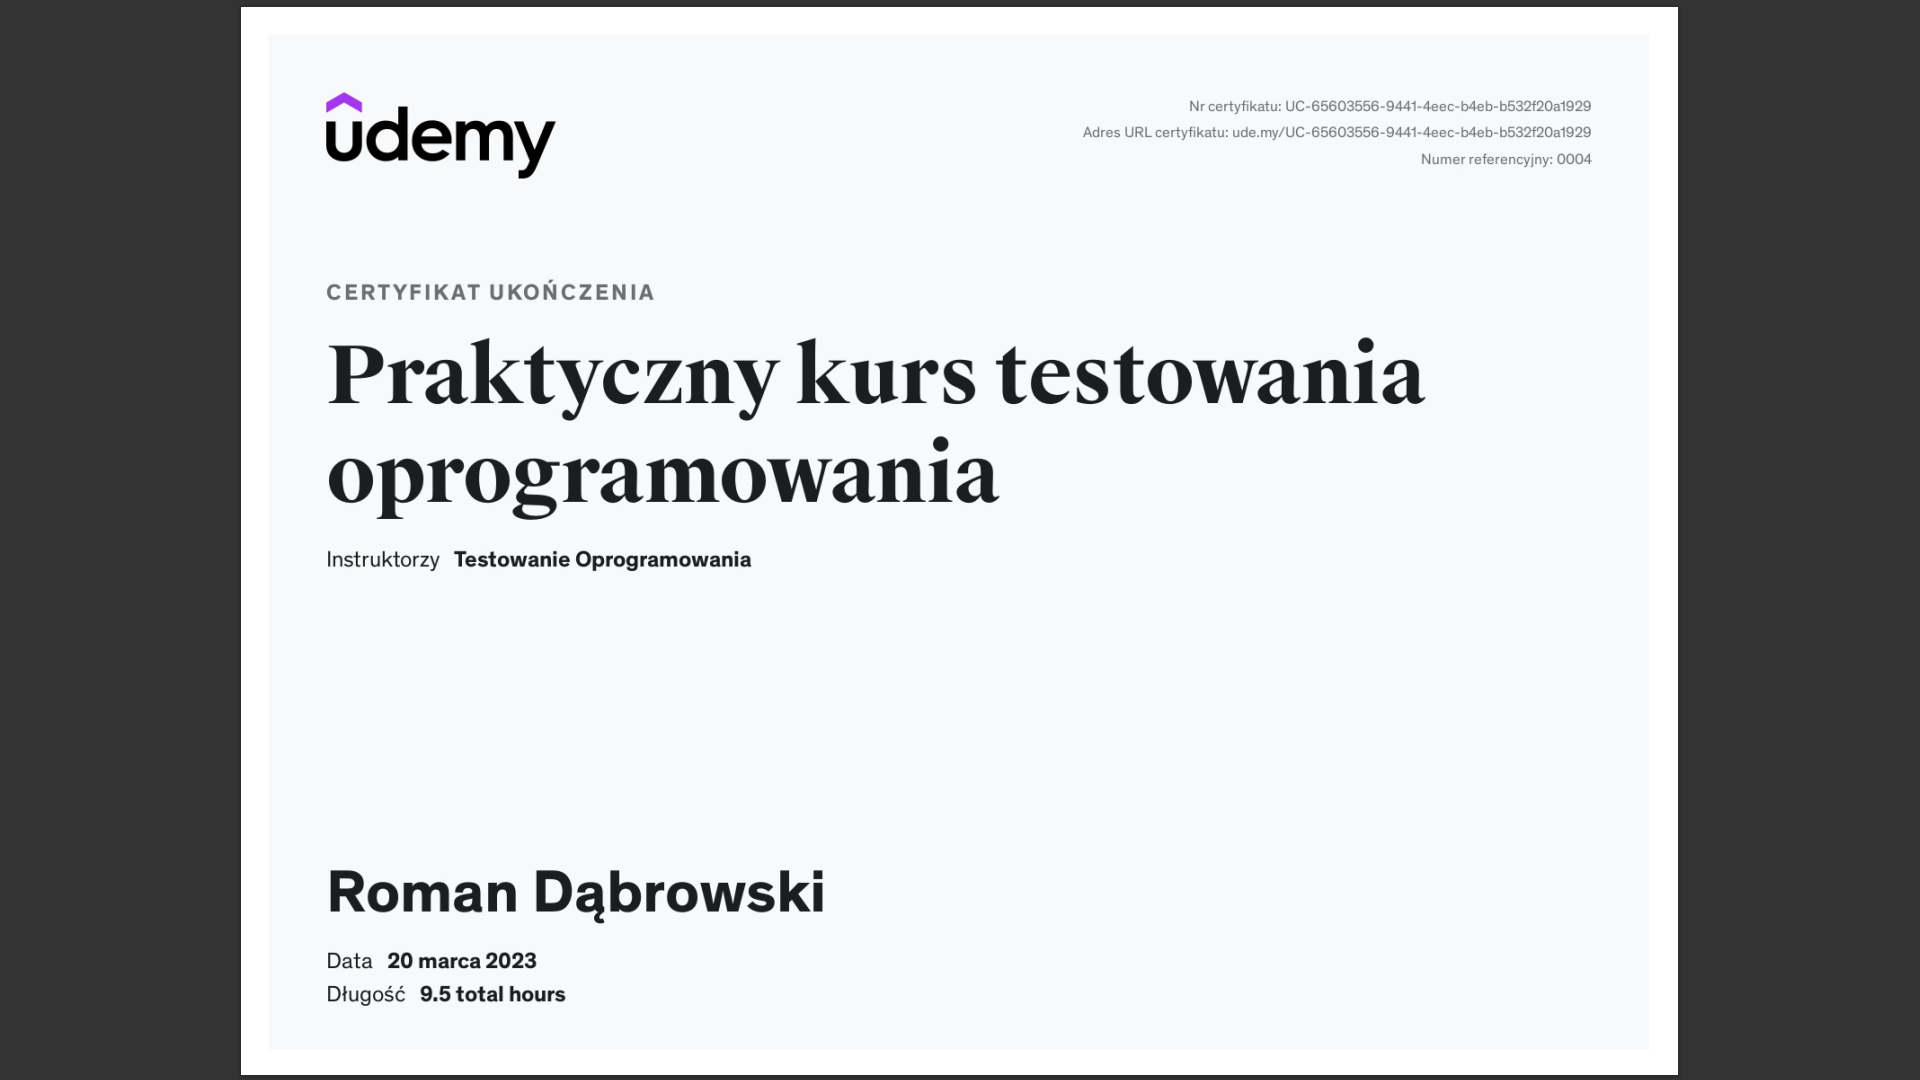 udemy
Nr certyfikatu: UC-65603556-9441-4eec-b4eb-b532f20a1929
Adres URL certyfikatu: ude.my/UC-65603556-9441-4eec-b4eb-b532f20a1929
Numer referencyjny: 0004
CERTYFIKAT UKOŃCZENIA
Praktyczny kurs testowania
oprogramowania
Instruktorzy Testowanie Oprogramowania
Roman Dąbrowski
Data 20 marca 2023
Długość 9.5 total hours